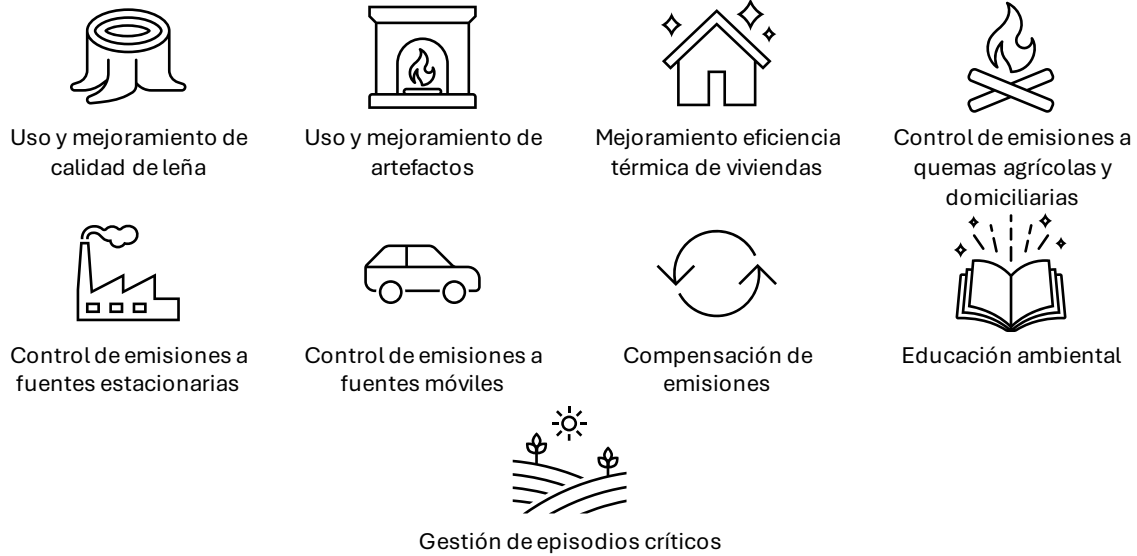 Uso y mejoramiento de
calidad de leña
Uso y mejoramiento de
artefactos
Mejoramiento eficiencia
térmica de viviendas
Control de emisiones a
quemas agrícolas y
domiciliarias
Control de emisiones a
fuentes estacionarias
Control de emisiones a
fuentes móviles
Compensación de
emisiones
Educación ambiental
Gestión de episodios críticos